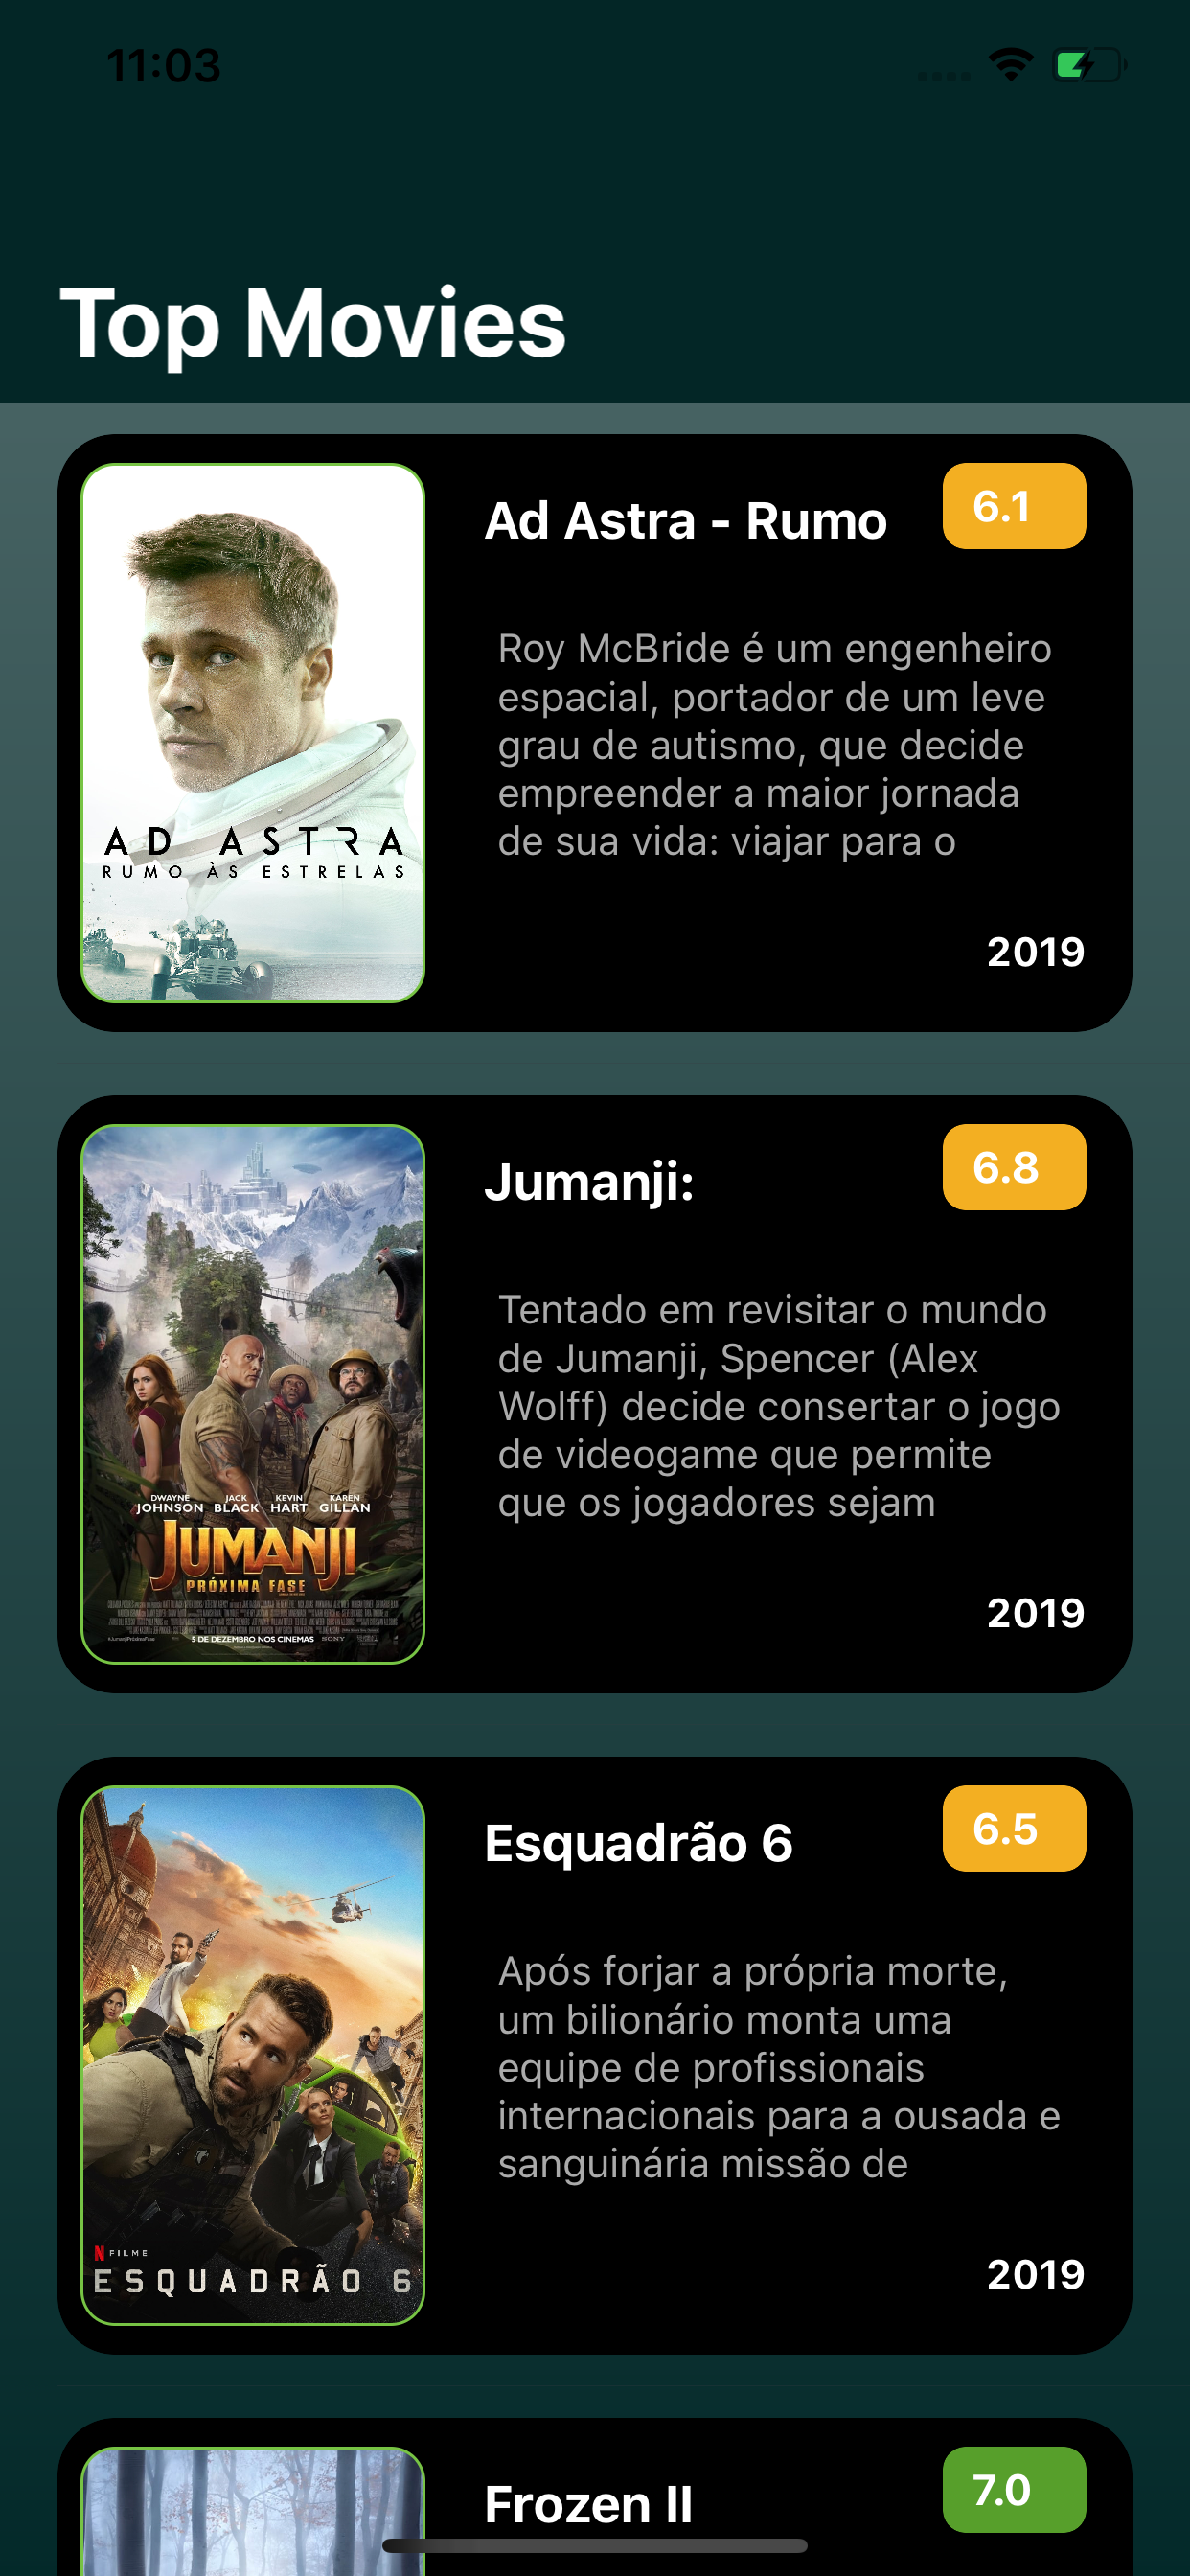 11:03
Top Movies
Ad Astra - Rumo
6.1
Roy McBride é um engenheiro
espacial, portador de um leve
grau de autismo, que decide
empreender a maior jornada
de sua vida: viajar para o
2019
AD ASTRA
RUMO ÀS ESTRELAS
Jumanji:
6.8
Tentado em revisitar o mundo
de Jumanji, Spencer (Alex
Wolff) decide consertar o jogo
de videogame que permite
que os jogadores sejam
2019
DWAYNE JACK KEVIN KAREN
JOHNSON BLACK HART GILLAN
JUMANJI
PRÓXIMA FASE
5 DE DEZEMBRO NOS CINEMAS
SONY
Esquadrão 6
6.5
Após forjar a própria morte,
um bilionário monta uma
equipe de profissionais
internacionais para a ousada e
sanguinária missão de
2019
N FILME
ESQUADRÃO 6
Frozen II
7.0